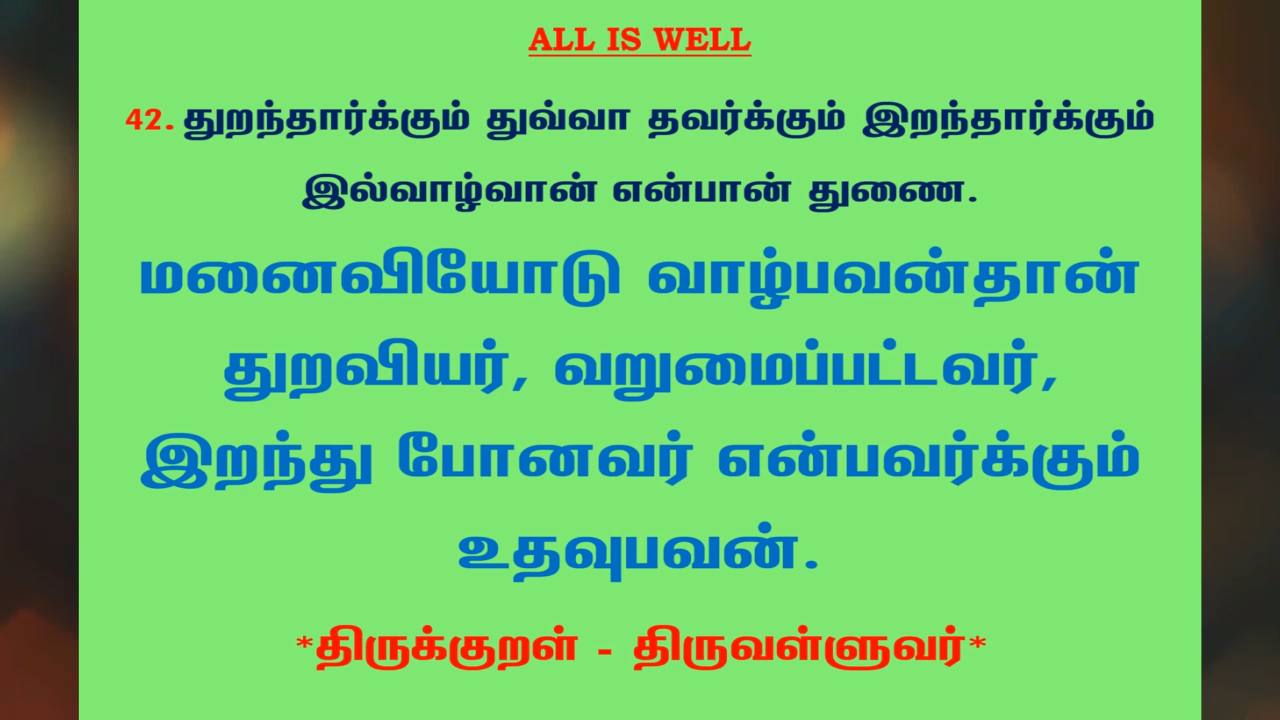 ALL IS WELL
42. துறந்தார்க்கும் துவ்வா தவர்க்கும் இறந்தார்க்கும்
இல்வாழ்வான் என்பான் துணை.
மனைவியோடு வாழ்பவன்தான்
துறவியர், வறுமைப்பட்டவர்,
இறந்து போனவர் என்பவர்க்கும்
உதவுபவன்.
*திருக்குறள் - திருவள்ளுவர்*